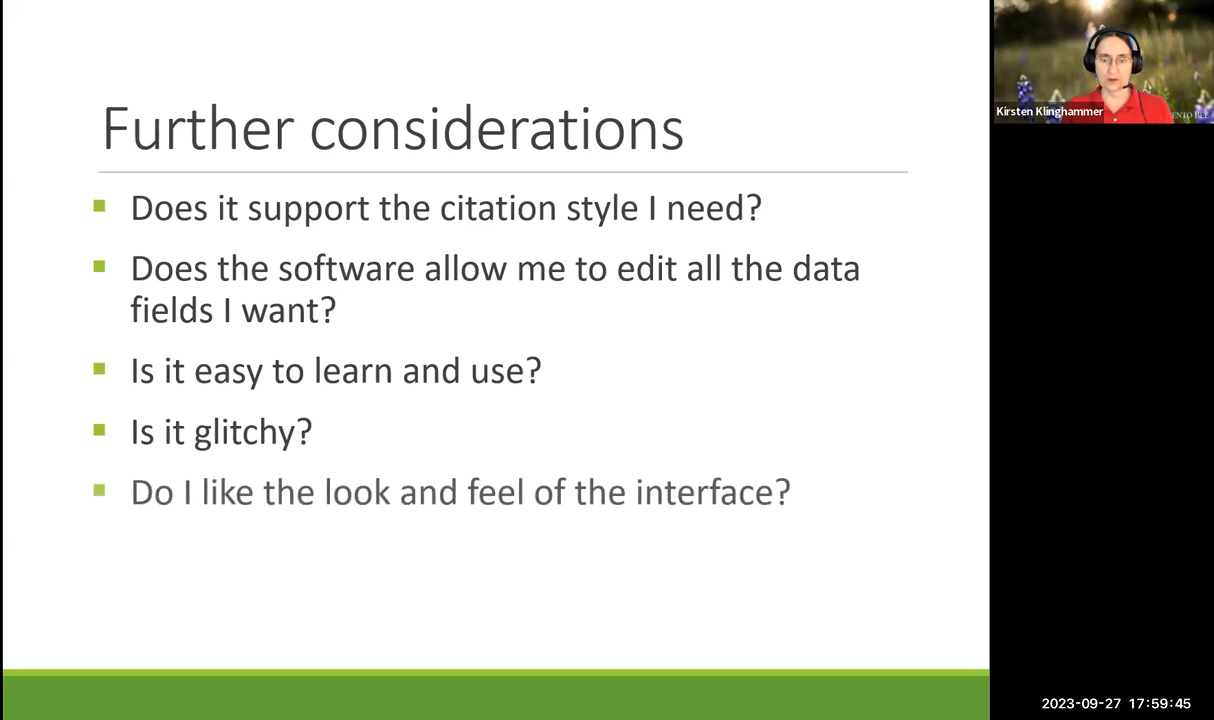 Further considerations
Does it support the citation style I need?
Does the software allow me to edit all the data
fields I want?
Is it easy to learn and use?
Is it glitchy?
Do I like the look and feel of the interface?
Kirsten Klinghammer
2023-09-27 17:59:45